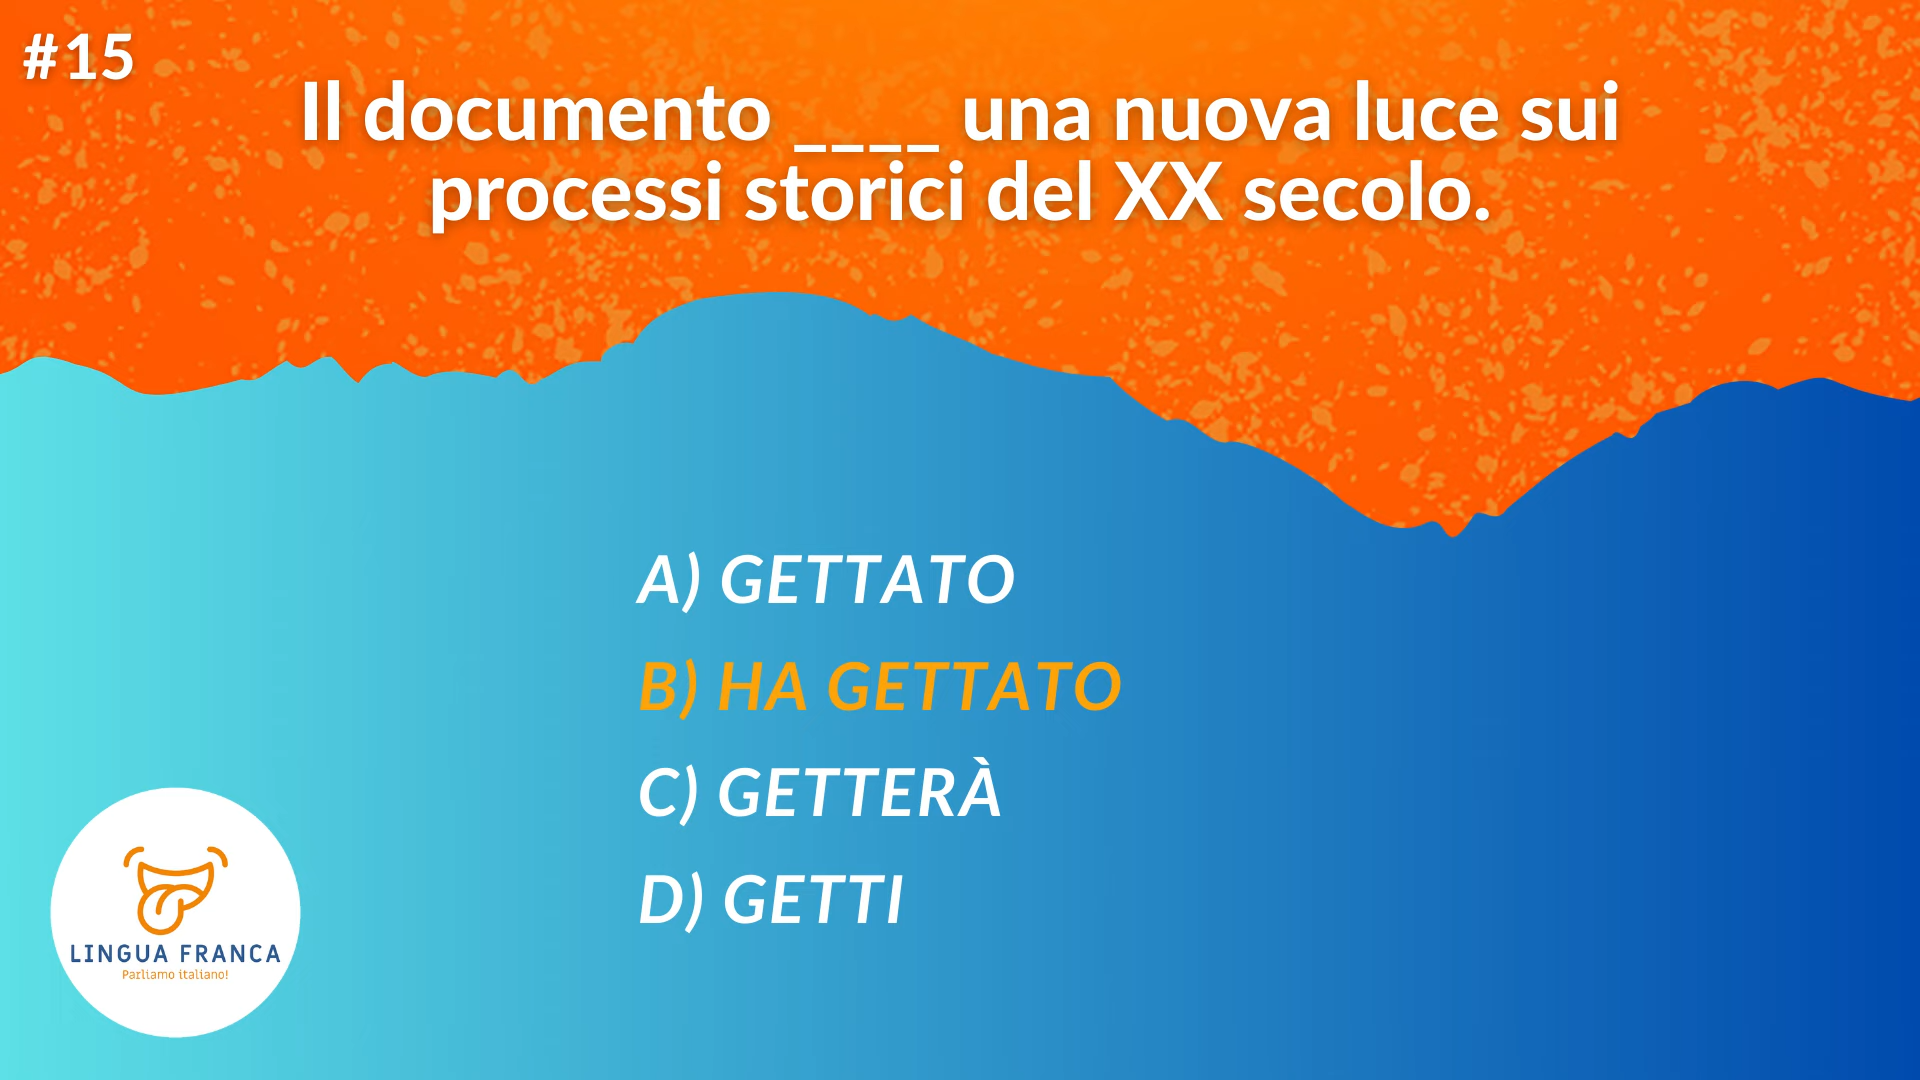 #15
Il documento ____ una nuova luce sui
processi storici del XX secolo.
A) GETTATO
B) HA GETTATO
C) GETTERÀ
D) GETTI
LINGUA FRANCA
Parliamo italiano!